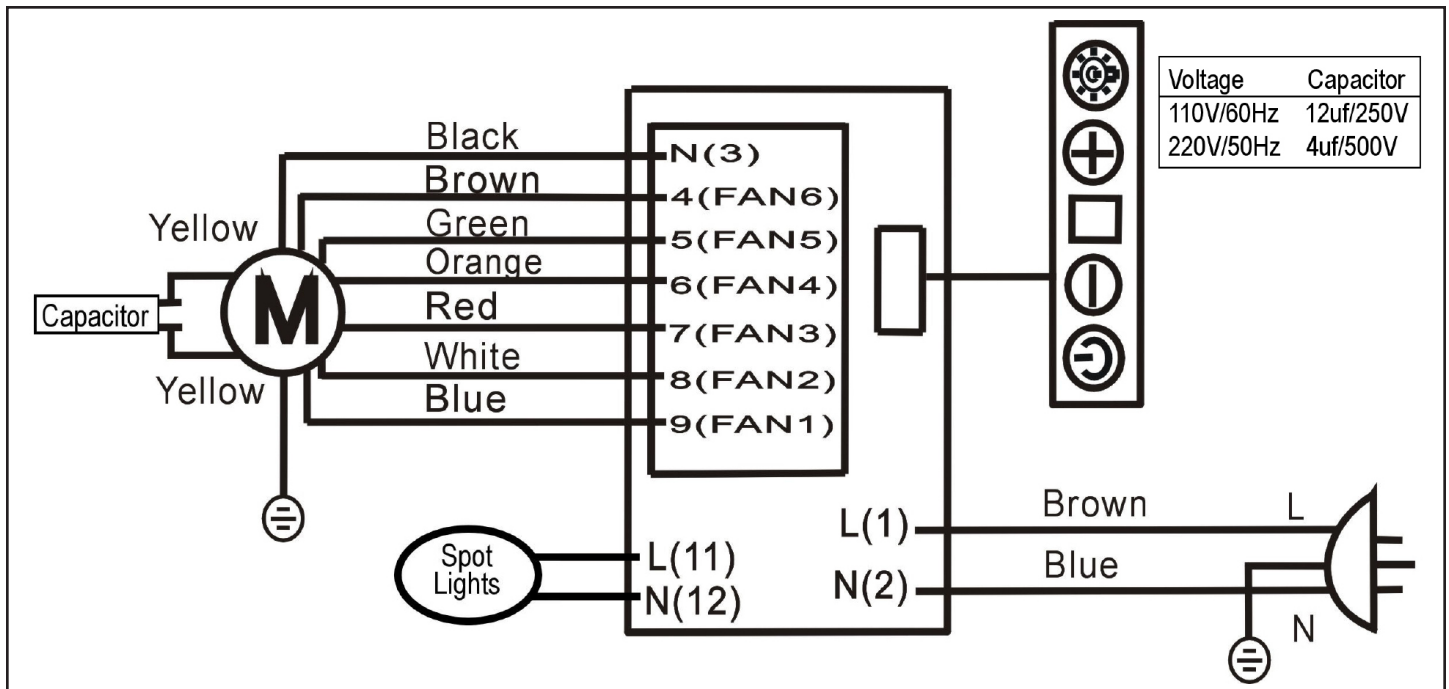 Black
Brown
Green
Orange
Red
White
Blue
Yellow
Yellow
Capacitor
M
N(3)
4(FAN6)
5(FAN5)
6(FAN4)
7(FAN3)
8(FAN2)
9(FAN1)
Voltage Capacitor
110V/60Hz 12uf/250V
220V/50Hz 4uf/500V
Spot
Lights
L(11)
N(12)
L(1)
N(2)
Brown
L
Blue
N